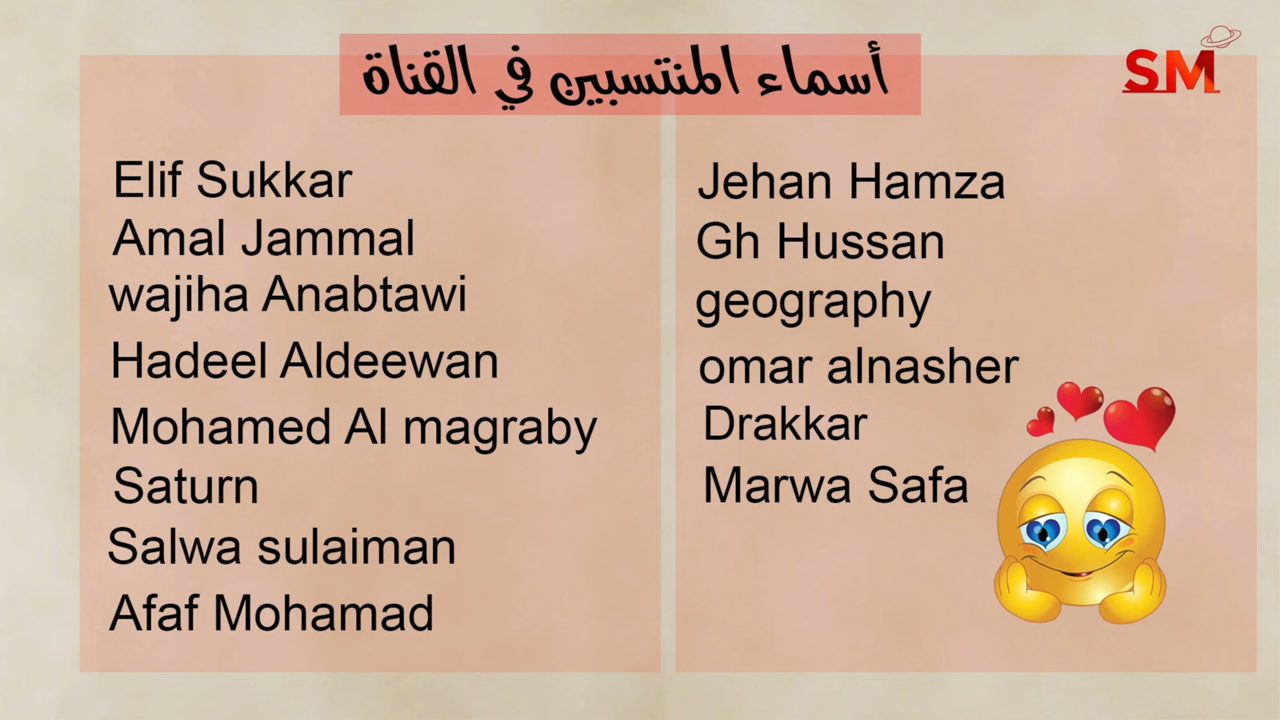 أسماء المنتسبين في القناة
SM
Elif Sukkar
Amal Jammal
wajiha Anabtawi
Hadeel Aldeewan
Mohamed Al magraby
Saturn
Salwa sulaiman
Afaf Mohamad
Jehan Hamza
Gh Hussan
geography
omar alnasher
Drakkar
Marwa Safa